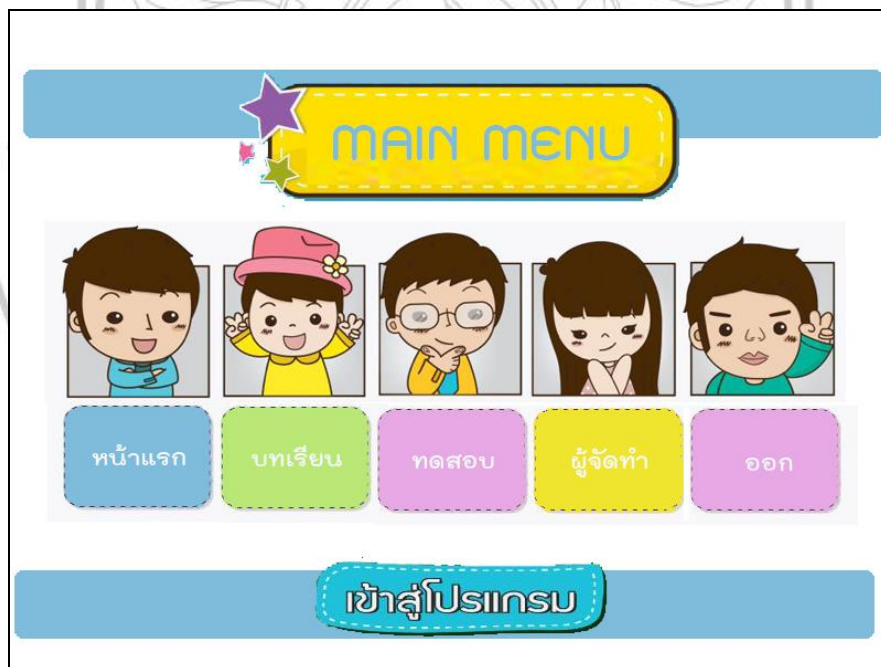 MAIN MENU
หน้าแรก
บทเรียน
ทดสอบ
ผู้จัดทำ
ออก
เข้าสู่โปรแกรม